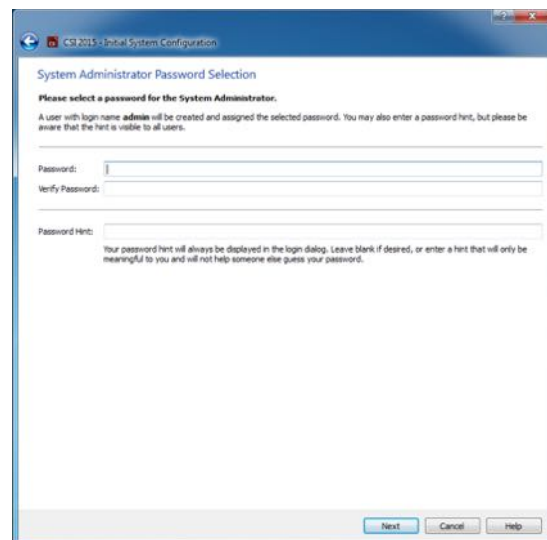 CSI 2015 - Initial System Configuration
System Administrator Password Selection
Please select a password for the System Administrator.
A user with login name admin will be created and assigned the selected password. You may also enter a password hint, but please be
aware that the hint is visible to all users.
Password:
Verify Password:
Password Hint:
Your password hint will always be displayed in the login dialog. Leave blank if desired, or enter a hint that will only be
meaningful to you and will not help someone else guess your password.
Next Cancel Help